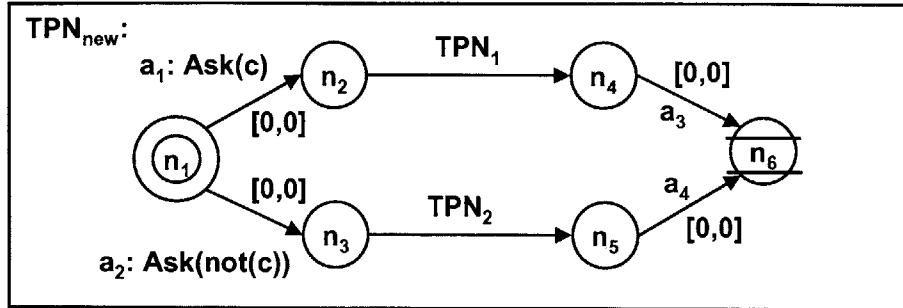 TPNnew:
a1: Ask(c)
n2
TPN1
n4
[0,0]
[0,0]
a3
n1
n6
[0,0]
TPN2
a4
n3
n5
[0,0]
a2: Ask(not(c))